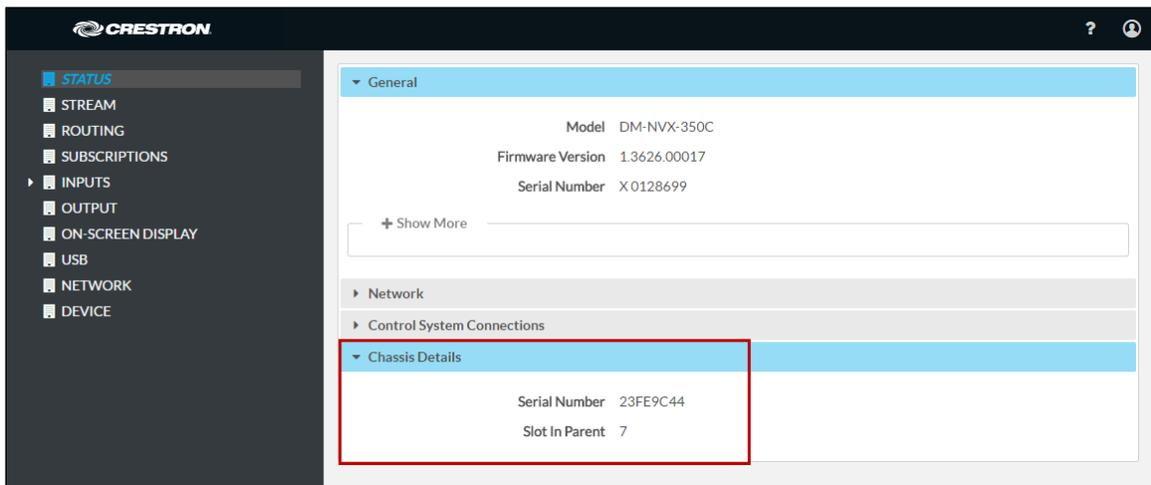 CRESTRON
?
STATUS
STREAM
ROUTING
SUBSCRIPTIONS
INPUTS
OUTPUT
ON-SCREEN DISPLAY
USB
NETWORK
DEVICE
General
Model DM-NVX-350C
Firmware Version 1.3626.00017
Serial Number X 0128699
+ Show More
Network
Control System Connections
Chassis Details
Serial Number 23FE9C44
Slot In Parent 7